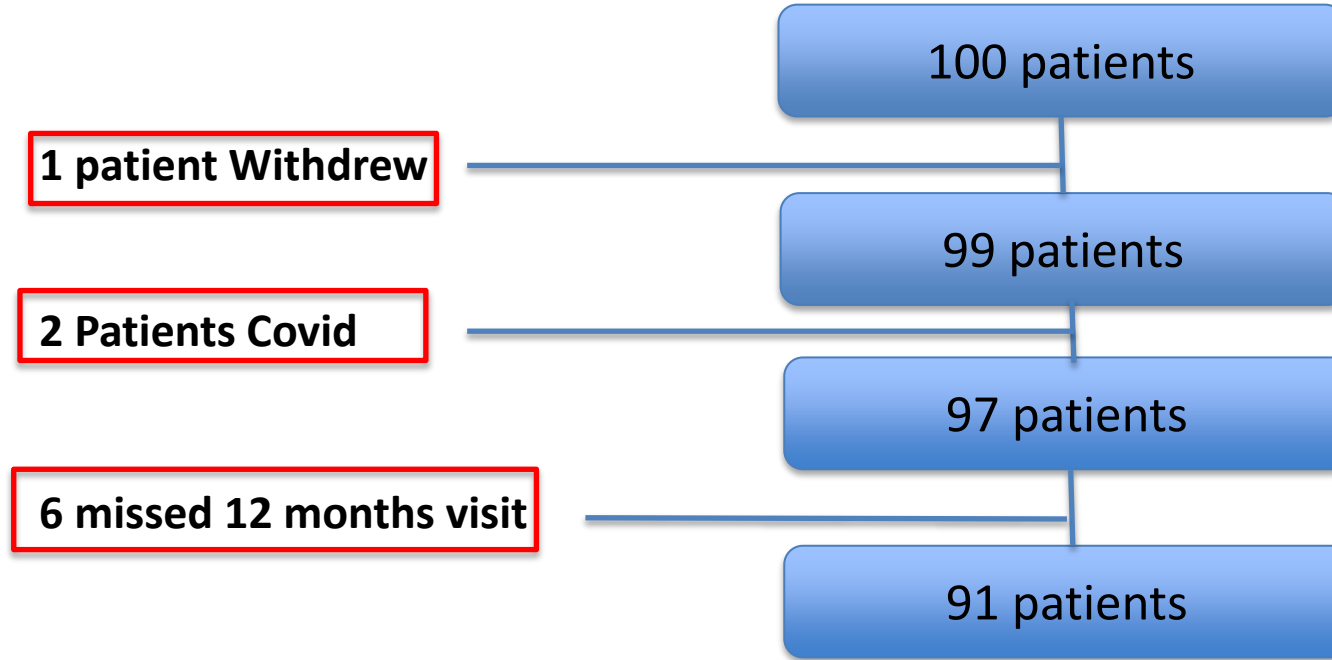 100 patients
1 patient Withdrew
99 patients
2 Patients Covid
97 patients
6 missed 12 months visit
91 patients